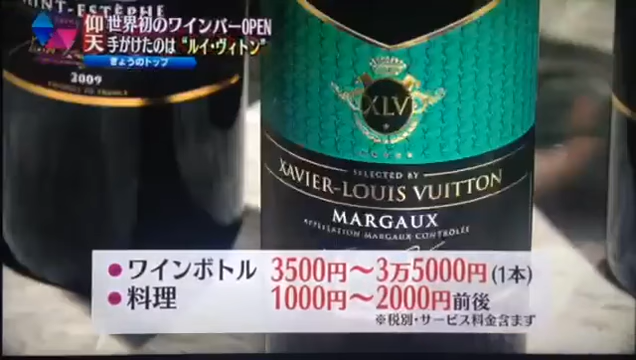 仰天
世界初のワインバーOPEN
手がけたのは“ルイ・ヴィトン”
きょうのトップ
INT-ESTÈPHE
2009
XLV
SELECTED BY
XAVIER-LOUIS VUITTON
MARGAUX
APPELLATION MARGAUX CONTRÔLÉE
● ワインボトル 3500円〜3万5000円(1本)
● 料理 1000円〜2000円前後
※税別・サービス料金含まず